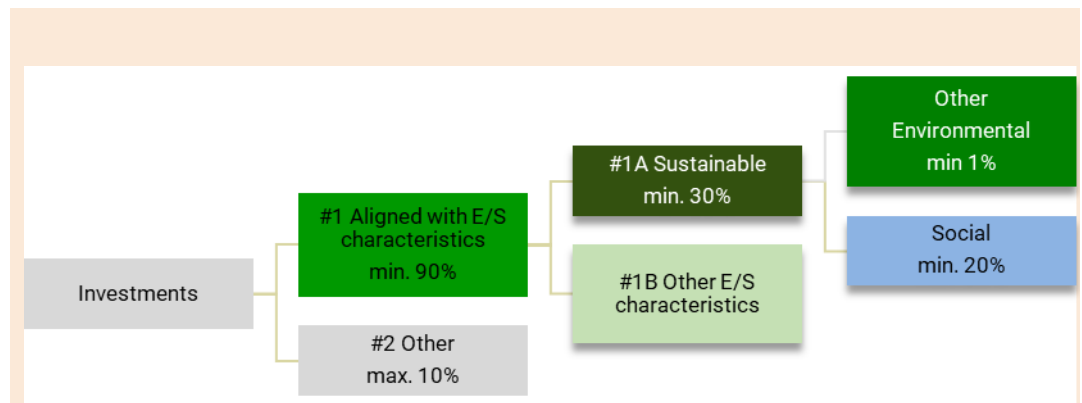 Investments
#1 Aligned with E/S
characteristics
min. 90%
#2 Other
max. 10%
#1A Sustainable
min. 30%
#1B Other E/S
characteristics
Other
Environmental
min 1%
Social
min. 20%